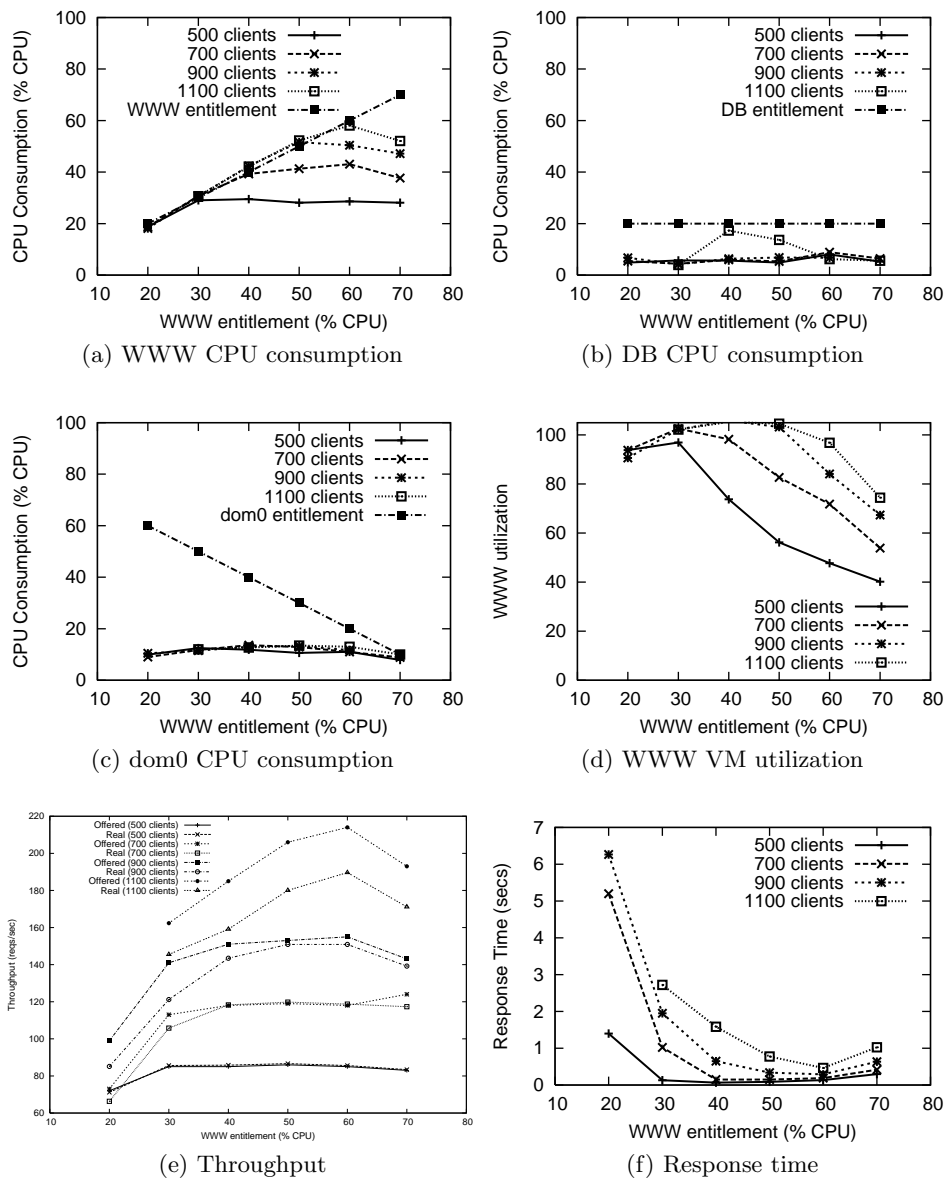 500 clients
700 clients
900 clients
1100 clients
WWW entitlement
CPU Consumption (% CPU)
100
80
60
40
20
0
10 20 30 40 50 60 70 80
WWW entitlement (% CPU)
(a) WWW CPU consumption
500 clients
700 clients
900 clients
1100 clients
DB entitlement
CPU Consumption (% CPU)
100
80
60
40
20
0
10 20 30 40 50 60 70 80
WWW entitlement (% CPU)
(b) DB CPU consumption
500 clients
700 clients
900 clients
1100 clients
dom0 entitlement
CPU Consumption (% CPU)
100
80
60
40
20
0
10 20 30 40 50 60 70 80
WWW entitlement (% CPU)
(c) dom0 CPU consumption
WWW utilization
100
80
60
40
20
0
500 clients
700 clients
900 clients
1100 clients
10 20 30 40 50 60 70 80
WWW entitlement (% CPU)
(d) WWW VM utilization
Offered (500 clients)
Real (500 clients)
Offered (700 clients)
Real (700 clients)
Offered (900 clients)
Real (900 clients)
Offered (1100 clients)
Real (1100 clients)
Throughput (reqs/sec)
220
200
180
160
140
120
100
80
60
10 20 30 40 50 60 70 80
WWW entitlement (% CPU)
(e) Throughput
500 clients
700 clients
900 clients
1100 clients
Response Time (secs)
7
6
5
4
3
2
1
0
10 20 30 40 50 60 70 80
WWW entitlement (% CPU)
(f) Response time